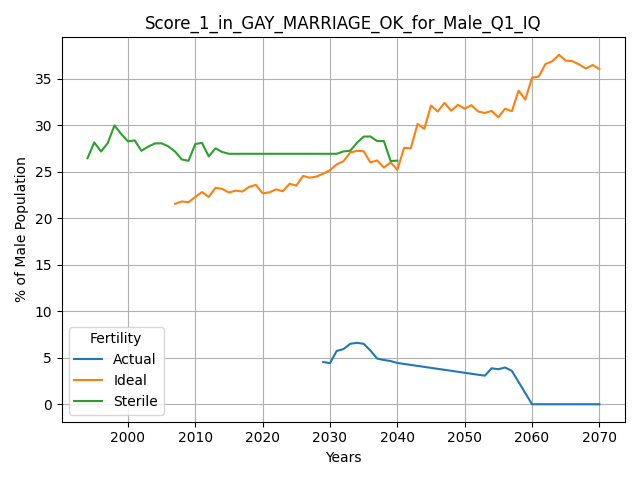 Score_1_in_GAY_MARRIAGE_OK_for_Male_Q1_IQ
% of Male Population
35
30
25
20
15
10
5
0
Fertility
Actual
Ideal
Sterile
2000 2010 2020 2030 2040 2050 2060 2070
Years